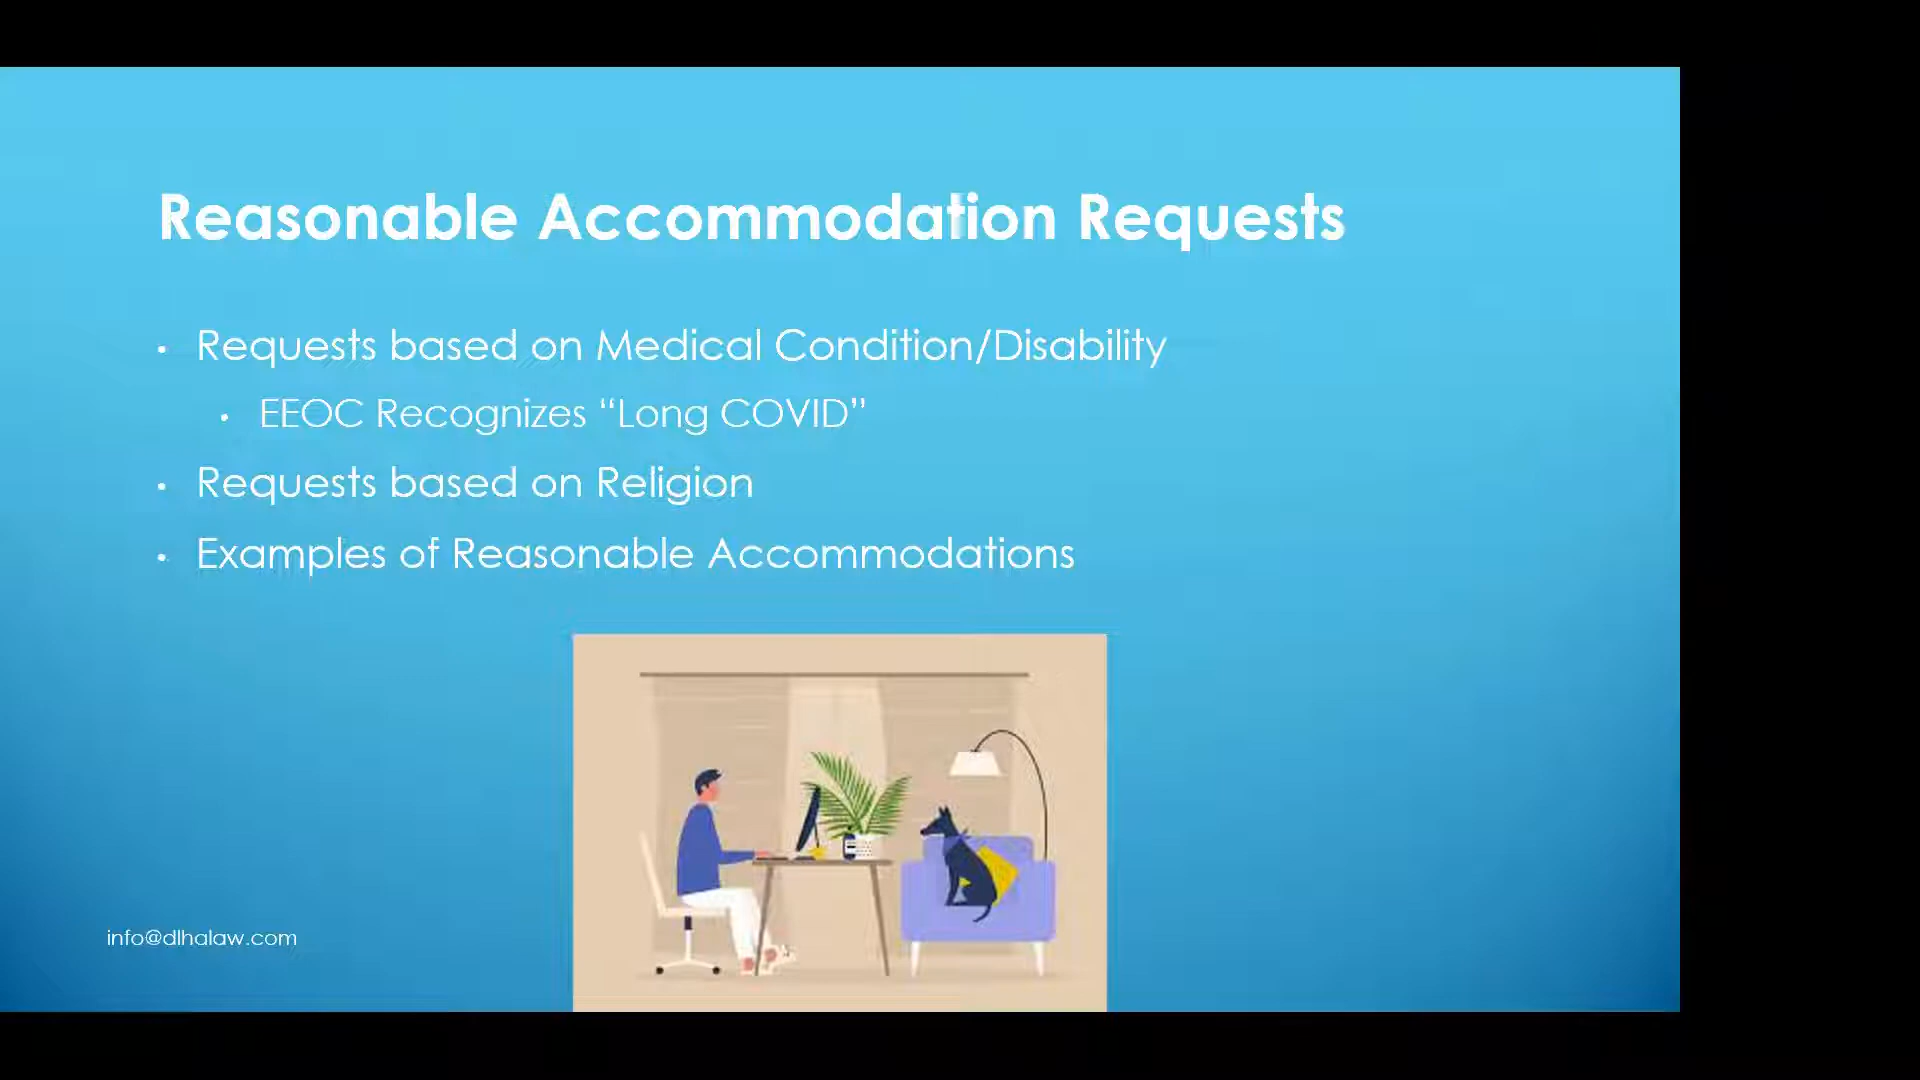 Reasonable Accommodation Requests
• Requests based on Medical Condition/Disability
• EEOC Recognizes “Long COVID”
• Requests based on Religion
• Examples of Reasonable Accommodations
info@dlhalaw.com